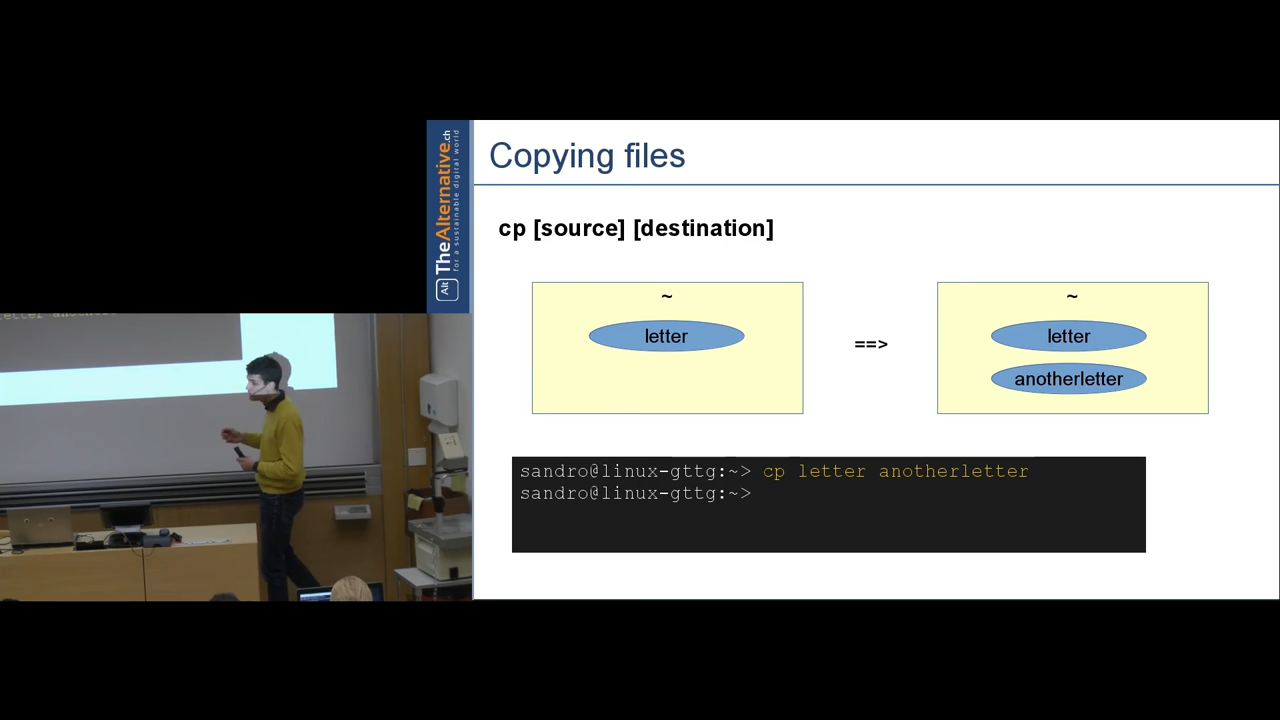 Copying files
TheAlternative.ch
for a sustainable digital world
Alt
cp [source] [destination]
~
letter
==>
~
letter
anotherletter
sandro@linux-gttg:~> cp letter anotherletter
sandro@linux-gttg:~>